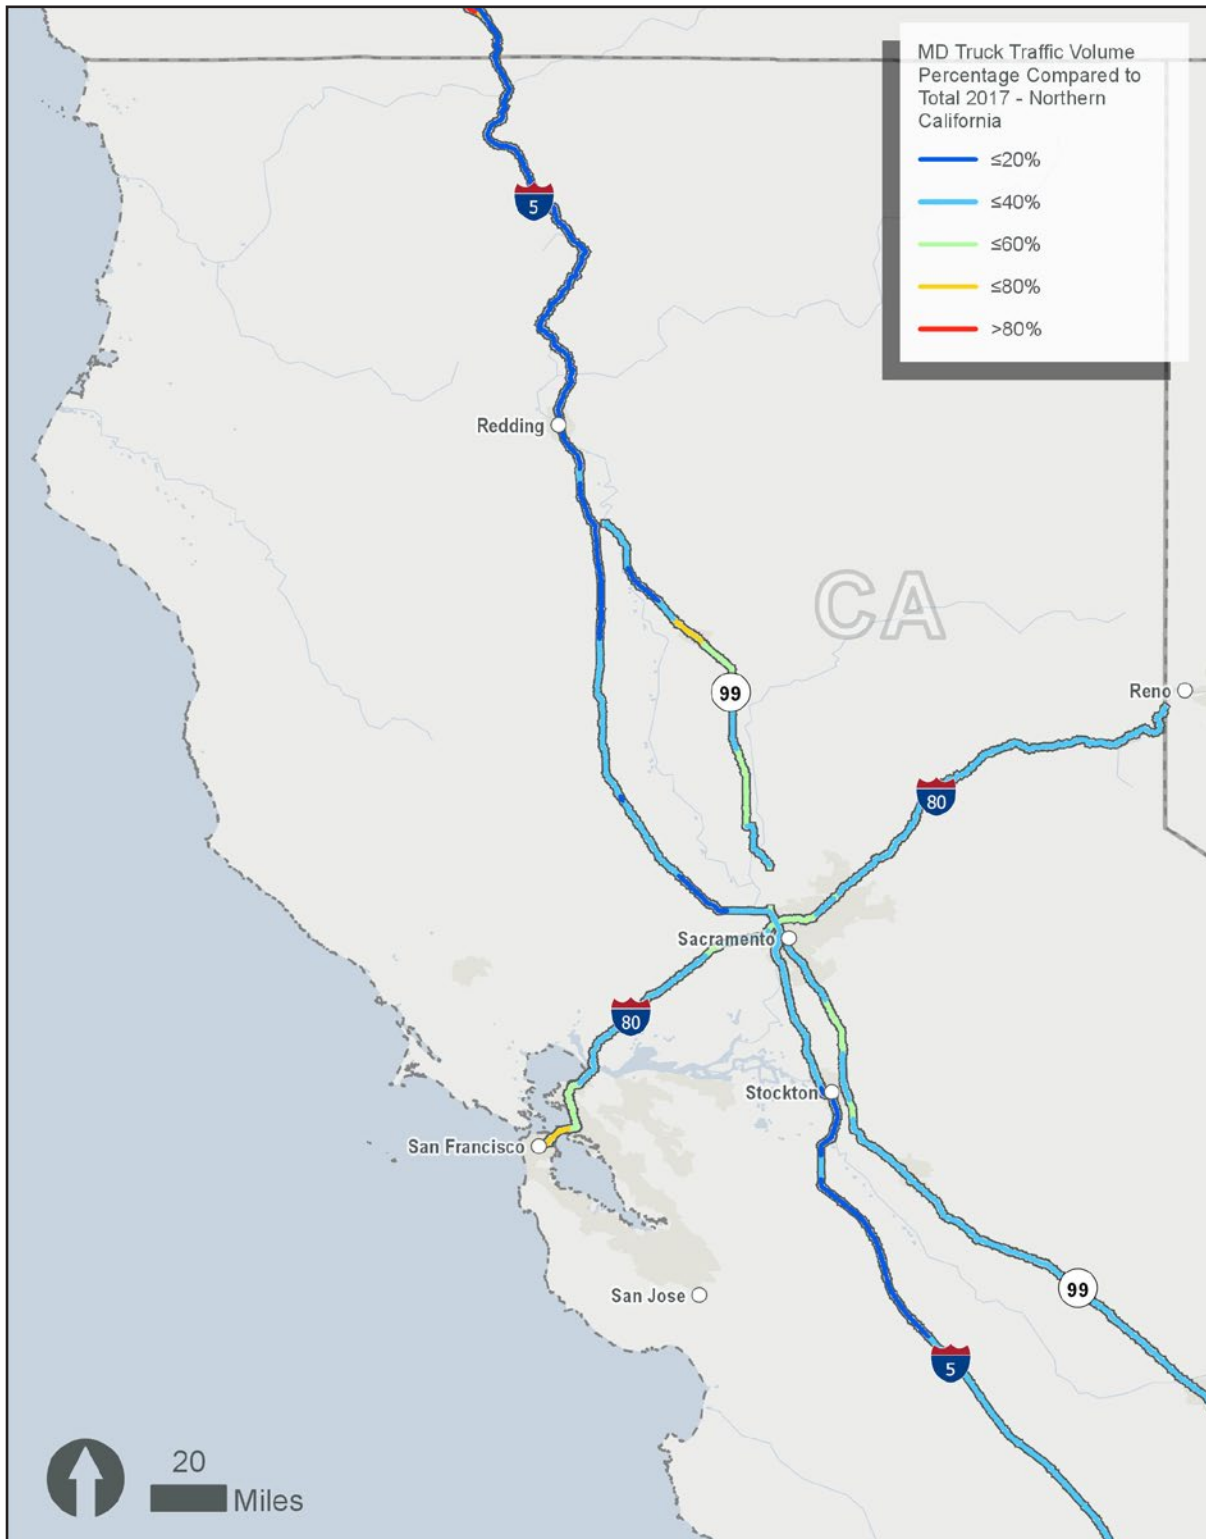 MD Truck Traffic Volume
Percentage Compared to
Total 2017 - Northern
California
≤20%
≤40%
≤60%
≤80%
>80%
5
Redding
CA
99
Reno
80
Sacramento
80
Stockton
San Francisco
99
San Jose
5
20
Miles